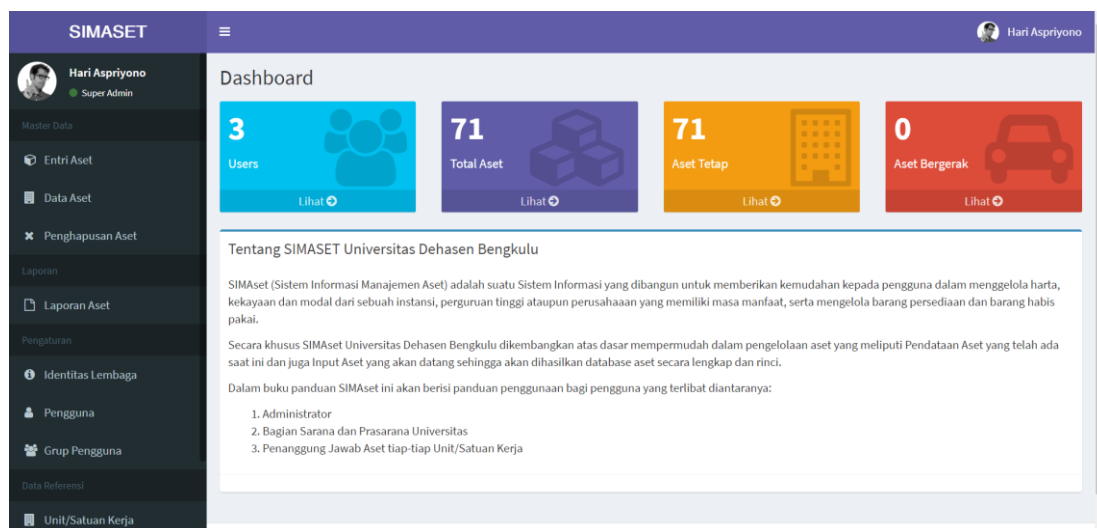 SIMASET
Hari Aspriyono
Hari Aspriyono
Super Admin
Master Data
Entri Aset
Data Aset
Penghapusan Aset
Laporan
Laporan Aset
Pengaturan
Identitas Lembaga
Pengguna
Grup Pengguna
Data Referensi
Unit/Satuan Kerja
Dashboard
3
Users
Lihat
71
Total Aset
Lihat
71
Aset Tetap
Lihat
0
Aset Bergerak
Lihat
Tentang SIMASET Universitas Dehasen Bengkulu
SIMAset (Sistem Informasi Manajemen Aset) adalah suatu Sistem Informasi yang dibangun untuk memberikan kemudahan kepada pengguna dalam menggelola harta,
kekayaan dan modal dari sebuah instansi, perguruan tinggi ataupun perusahaaan yang memiliki masa manfaat, serta mengelola barang persediaan dan barang habis
pakai.
Secara khusus SIMAset Universitas Dehasen Bengkulu dikembangkan atas dasar mempermudah dalam pengelolaan aset yang meliputi Pendataan Aset yang telah ada
saat ini dan juga Input Aset yang akan datang sehingga akan dihasilkan database aset secara lengkap dan rinci.
Dalam buku panduan SIMAset ini akan berisi panduan penggunaan bagi pengguna yang terlibat diantaranya:
1. Administrator
2. Bagian Sarana dan Prasarana Universitas
3. Penanggung Jawab Aset tiap-tiap Unit/Satuan Kerja